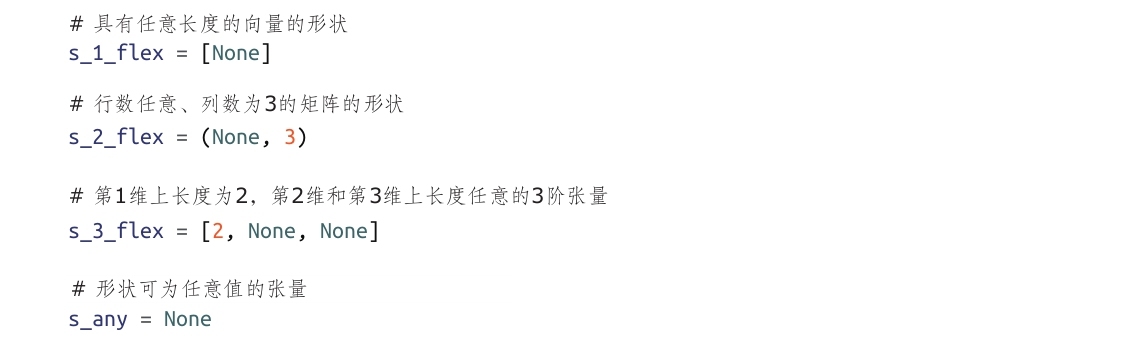 # 具有任意长度的向量的形状
s_1_flex = [None]
# 行数任意、列数为3的矩阵的形状
s_2_flex = (None, 3)
# 第1维上长度为2，第2维和第3维上长度任意的3阶张量
s_3_flex = [2, None, None]
# 形状可为任意值的张量
s_any = None